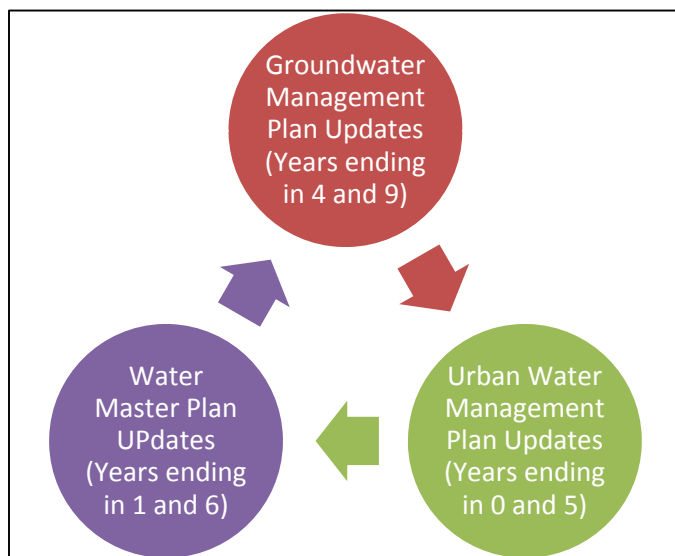 Groundwater
Management
Plan Updates
(Years ending
in 4 and 9)
Urban Water
Management
Plan Updates
(Years ending
in 0 and 5)
Water
Master Plan
UPdates
(Years ending
in 1 and 6)